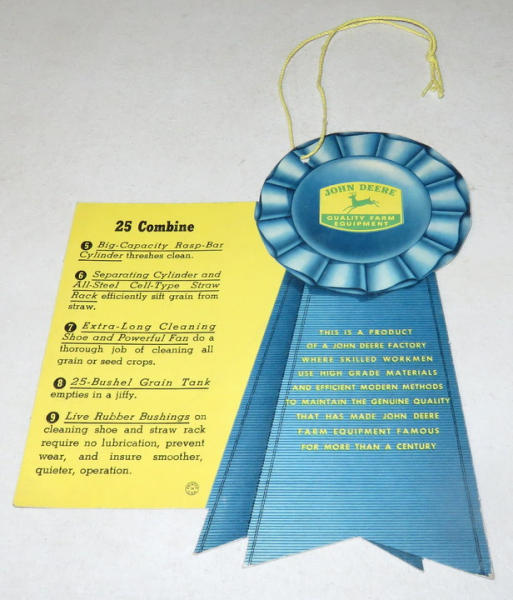 25 Combine
5 Big-Capacity Rasp-Bar
Cylinder threshes clean.
6 Separating Cylinder and
All-Steel Cell-Type Straw
Rack efficiently sift grain from
straw.
7 Extra-Long Cleaning
Shoe and Powerful Fan do a
thorough job of cleaning all
grain or seed crops.
8 25-Bushel Grain Tank
empties in a jiffy.
9 Live Rubber Bushings on
cleaning shoe and straw rack
require no lubrication, prevent
wear, and insure smoother,
quieter, operation.
JOHN DEERE
QUALITY FARM
EQUIPMENT
THIS IS A PRODUCT
OF A JOHN DEERE FACTORY
WHERE SKILLED WORKMEN
USE HIGH GRADE MATERIALS
AND EFFICIENT MODERN METHODS
TO MAINTAIN THE GENUINE QUALITY
THAT HAS MADE JOHN DEERE
FARM EQUIPMENT FAMOUS
FOR MORE THAN A CENTURY